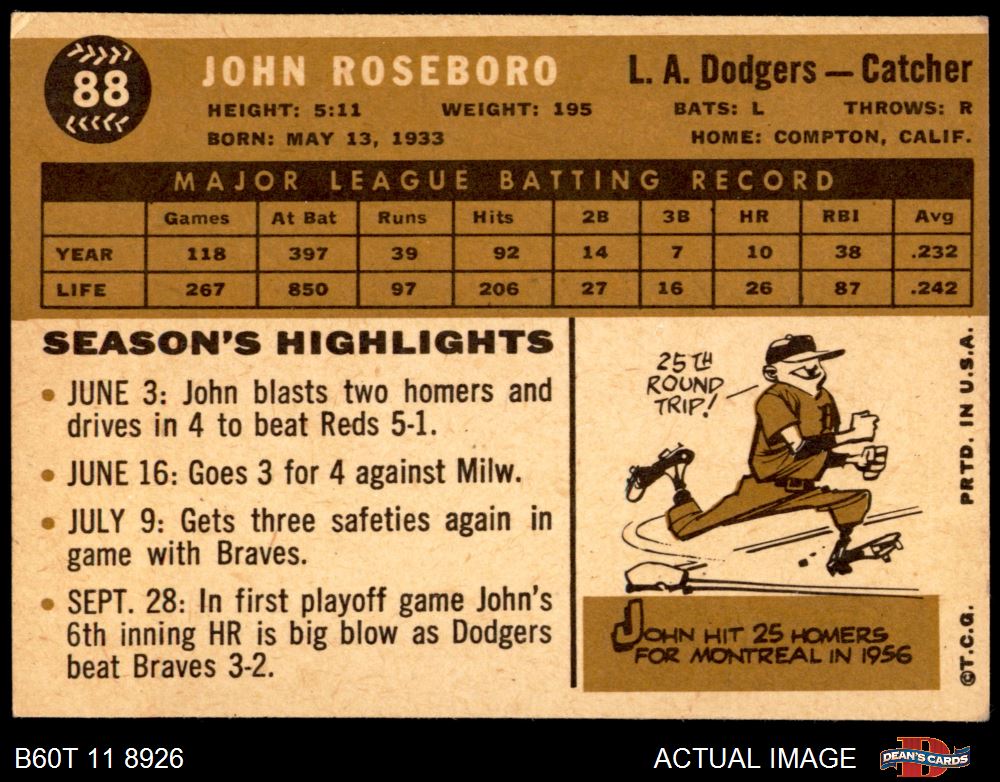 88
JOHN ROSEBORO
L. A. Dodgers — Catcher
HEIGHT: 5:11 WEIGHT: 195 BATS: L THROWS: R
BORN: MAY 13, 1933 HOME: COMPTON, CALIF.
MAJOR LEAGUE BATTING RECORD
Games At Bat Runs Hits 2B 3B HR RBI Avg
YEAR 118 397 39 92 14 7 10 38 .232
LIFE 267 850 97 206 27 16 26 87 .242
SEASON'S HIGHLIGHTS
• JUNE 3: John blasts two homers and
drives in 4 to beat Reds 5-1.
• JUNE 16: Goes 3 for 4 against Milw.
• JULY 9: Gets three safeties again in
game with Braves.
• SEPT. 28: In first playoff game John's
6th inning HR is big blow as Dodgers
beat Braves 3-2.
25TH
ROUND
TRIP!
JOHN HIT 25 HOMERS
FOR MONTREAL IN 1956
©T.C.G. PRTD. IN U.S.A.
B60T 11 8926
ACTUAL IMAGE
DEAN'S CARDS